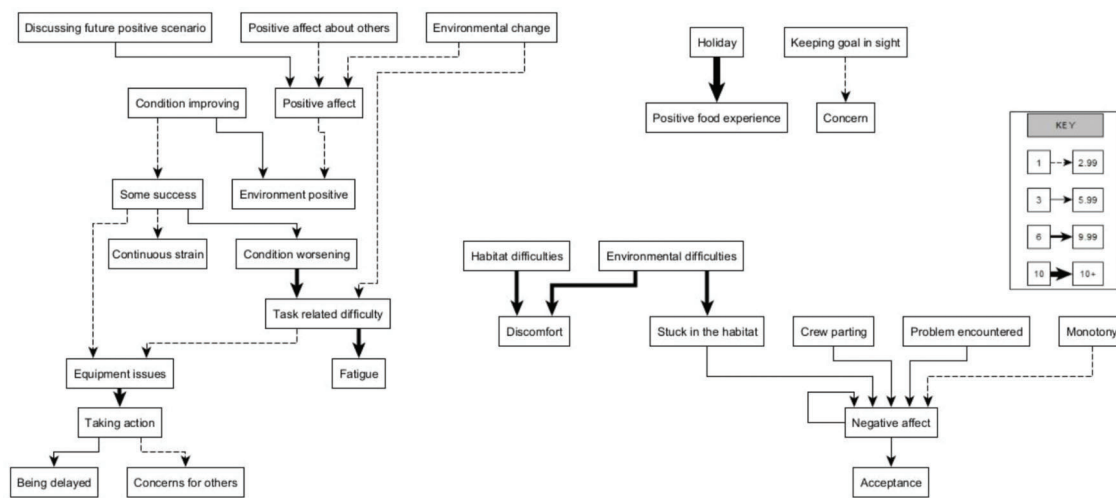 Discussing future positive scenario
Positive affect about others
Environmental change
Holiday
Keeping goal in sight
Condition improving
Positive affect
Positive food experience
Concern
KEY
1
2.99
3
5.99
6
9.99
10
10+
Some success
Environment positive
Continuous strain
Condition worsening
Habitat difficulties
Environmental difficulties
Task related difficulty
Discomfort
Stuck in the habitat
Crew parting
Problem encountered
Monotony
Equipment issues
Fatigue
Taking action
Negative affect
Being delayed
Concerns for others
Acceptance